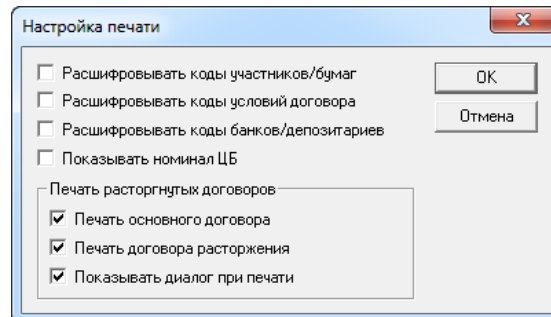 Настройка печати
Расшифровывать коды участников/бумаг
OK
Расшифровывать коды условий договора
Отмена
Расшифровывать коды банков/депозитариев
Показывать номинал ЦБ
Печать расторгнутых договоров
Печать основного договора
Печать договора расторжения
Показывать диалог при печати